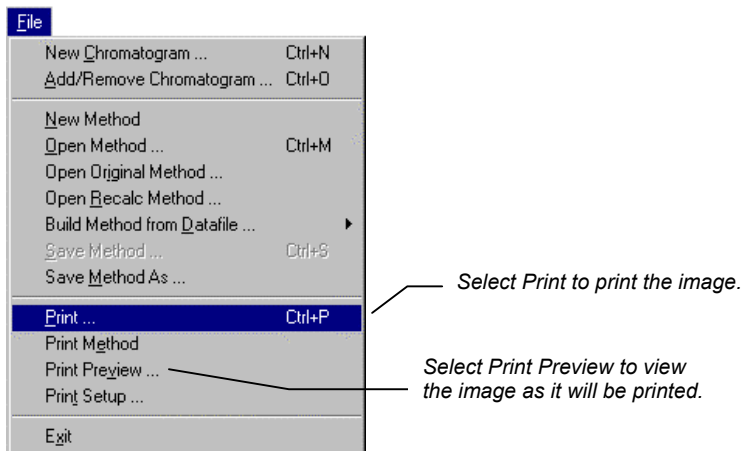 File
New Chromatogram ... Ctrl+N
Add/Remove Chromatogram ... Ctrl+O
New Method
Open Method ... Ctrl+M
Open Original Method ...
Open Recalc Method ...
Build Method from Datafile ...
Save Method ... Ctrl+S
Save Method As ...
Print ... Ctrl+P
Print Method
Print Preview ...
Print Setup ...
Exit
Select Print to print the image.
Select Print Preview to view
the image as it will be printed.